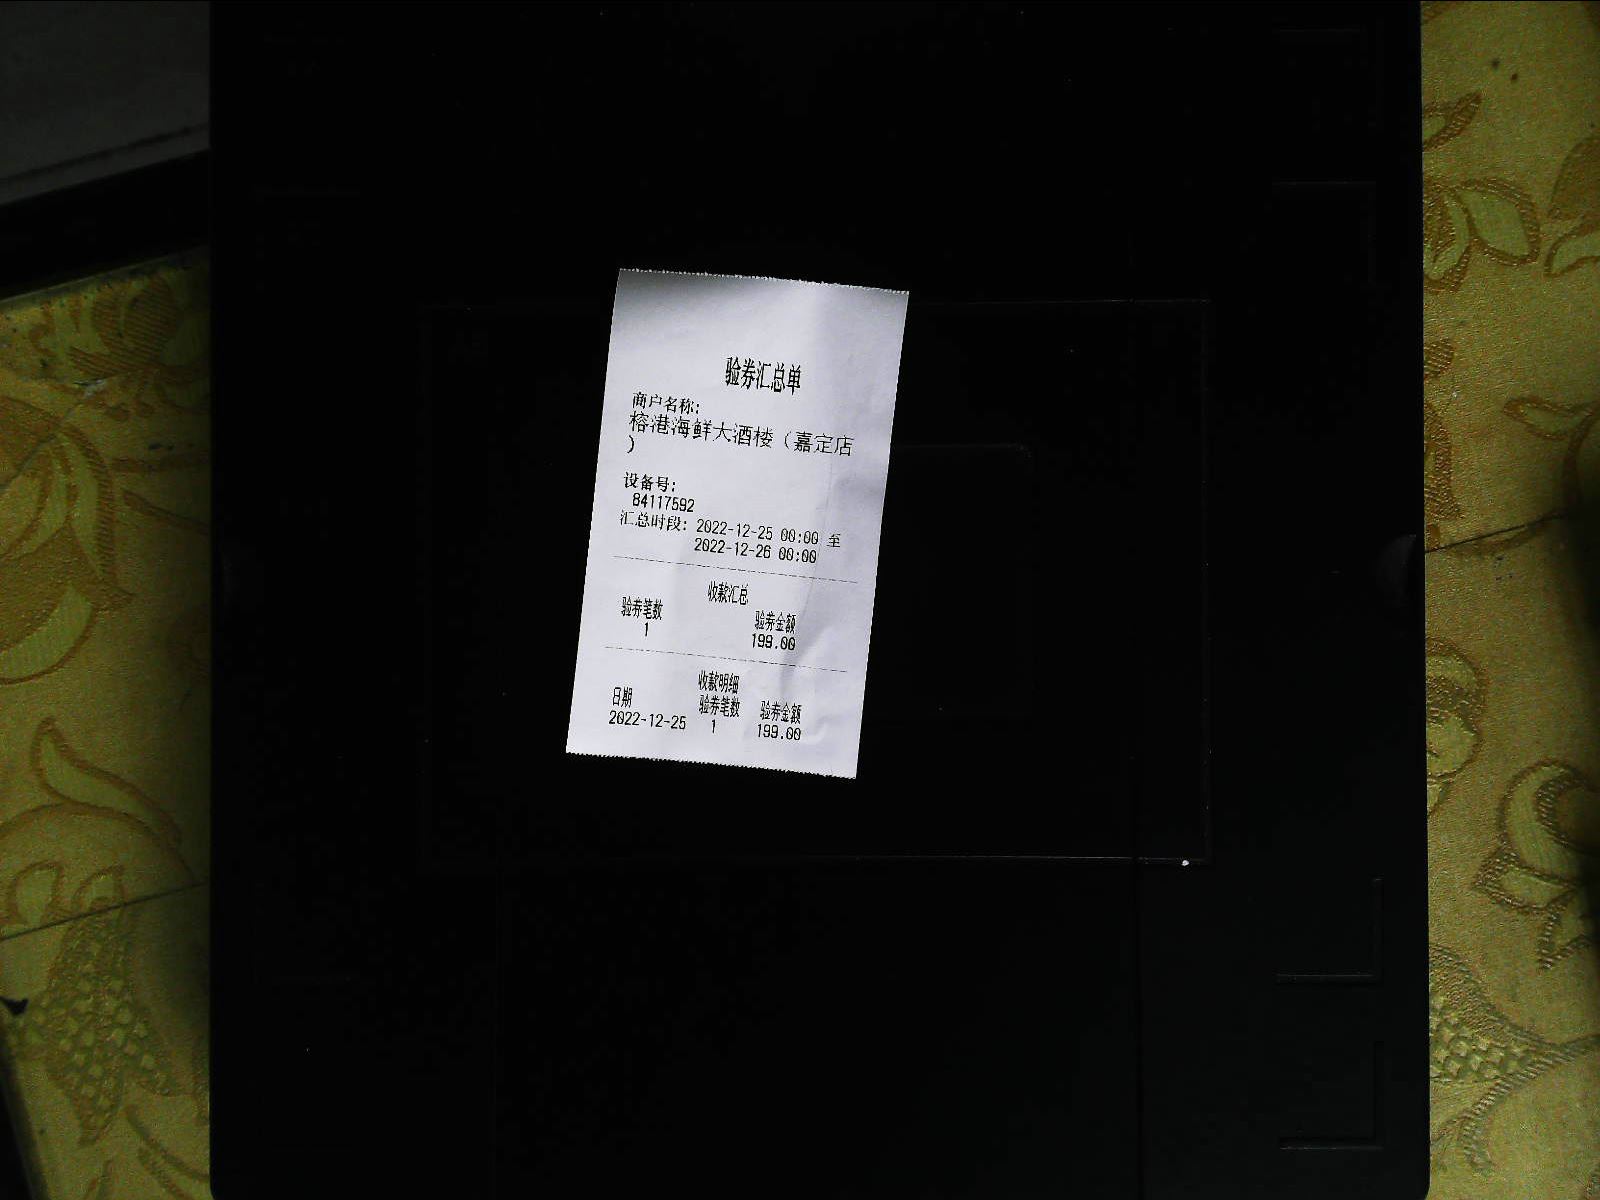 验券汇总单
商户名称:
榕港海鲜大酒楼（嘉定店
）
设备号:
84117592
汇总时段: 2022-12-25 00:00 至
2022-12-26 00:00
收款汇总
验券笔数 验券金额
1 199.00
收款明细
日期 验券笔数 验券金额
2022-12-25 1 199.00